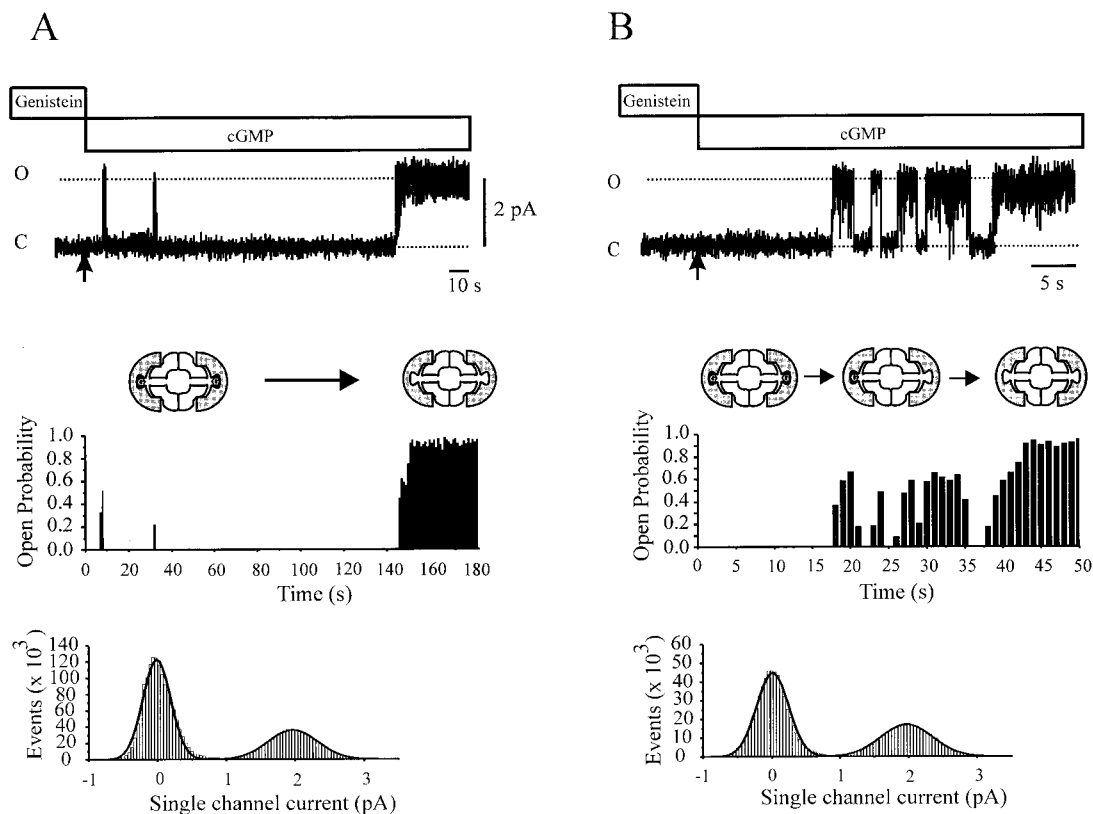 A
Genistein
cGMP
O
C
2 pA
10 s
Open Probability
1.0
0.8
0.6
0.4
0.2
0.0
0 20 40 60 80 100 120 140 160 180
Time (s)
Events (x 10³)
140
120
100
80
60
40
20
0
-1 0 1 2 3
Single channel current (pA)
B
Genistein
cGMP
O
C
5 s
Open Probability
1.0
0.8
0.6
0.4
0.2
0.0
0 5 10 15 20 25 30 35 40 45 50
Time (s)
Events (x 10³)
60
50
40
30
20
10
0
-1 0 1 2 3
Single channel current (pA)